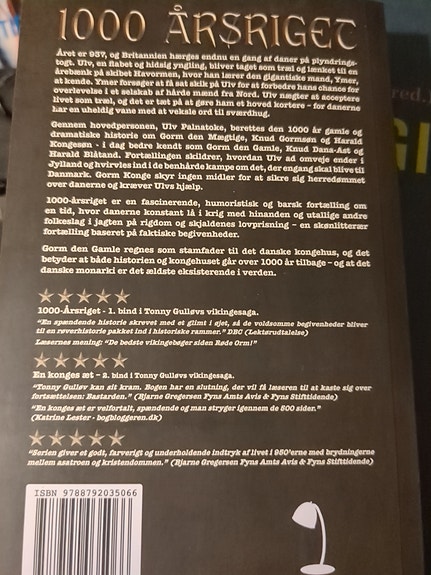 1000 ÅRSRIGET
Året er 937, og Britannien hærges endnu en gang af daner på plyndrings-
togt. Ulv, en flabet og hidsig yngling, bliver taget som træl og lænket til en
årebænk på skibet Havormen, hvor han lærer den gigantiske mand, Ymer,
at kende. Ymer forsøger at få sat skik på Ulv for at forbedre hans chance for
overlevelse i et selskab af hårde mænd fra Nord. Ulv nægter at acceptere
livet som træl, og det er tæt på at gøre ham et hoved kortere – for danerne
har en uheldig vane med at veksle ord til sværdhug.
Gennem hovedpersonen, Ulv Palnatoke, berettes den 1000 år gamle og
dramatiske historie om Gorm den Mægtige, Knud Gormsøn og Harald
Kongesøn - i dag bedre kendt som Gorm den Gamle, Knud Dana-Ast og
Harald Blåtand. Fortællingen skildrer, hvordan Ulv ad omveje ender i
Jylland og hvirvles ind i de benhårde kampe om det, der engang skal blive til
Danmark. Gorm Konge skyr ingen midler for at sikre sig herredømmet
over danerne og kræver Ulvs hjælp.
1000-årsriget er en fascinerende, humoristisk og barsk fortælling om
en tid, hvor danerne konstant lå i krig med hinanden og utallige andre
folkeslag i jagten på rigdom og skjaldenes lovprisning – en skønlitterær
fortælling baseret på faktiske begivenheder.
Gorm den Gamle regnes som stamfader til det danske kongehus, og det
betyder at både historien og kongehuset går over 1000 år tilbage – og at det
danske monarki er det ældste eksisterende i verden.
1000-Årsriget - 1. bind i Tonny Gulløvs vikingesaga.
"En spændende historie skrevet med et glimt i øjet, så de voldsomme begivenheder bliver
til en røverhistorie pakket ind i historiske rammer." DBC (Lektørudtalelse)
Læsernes mening: "De bedste vikingebøger siden Røde Orm!"
En konges æt – 2. bind i Tonny Gulløvs vikingesaga.
"Tonny Gulløv kan sit kram. Bogen har en slutning, der vil få læseren til at kaste sig over
fortsættelsen: Bastarden." (Bjarne Gregersen Fyns Amts Avis & Fyns Stifttidende)
"En konges æt er velfortalt, spændende og man stryger igennem de 500 sider."
(Katrine Lester - bogbloggeren.dk)
"Serien giver et godt, farverigt og underholdende indtryk af livet i 950'erne med brydningerne
mellem asatroen og kristendommen." (Bjarne Gregersen Fyns Amts Avis & Fyns Stifttidende)
ISBN 9788792035066